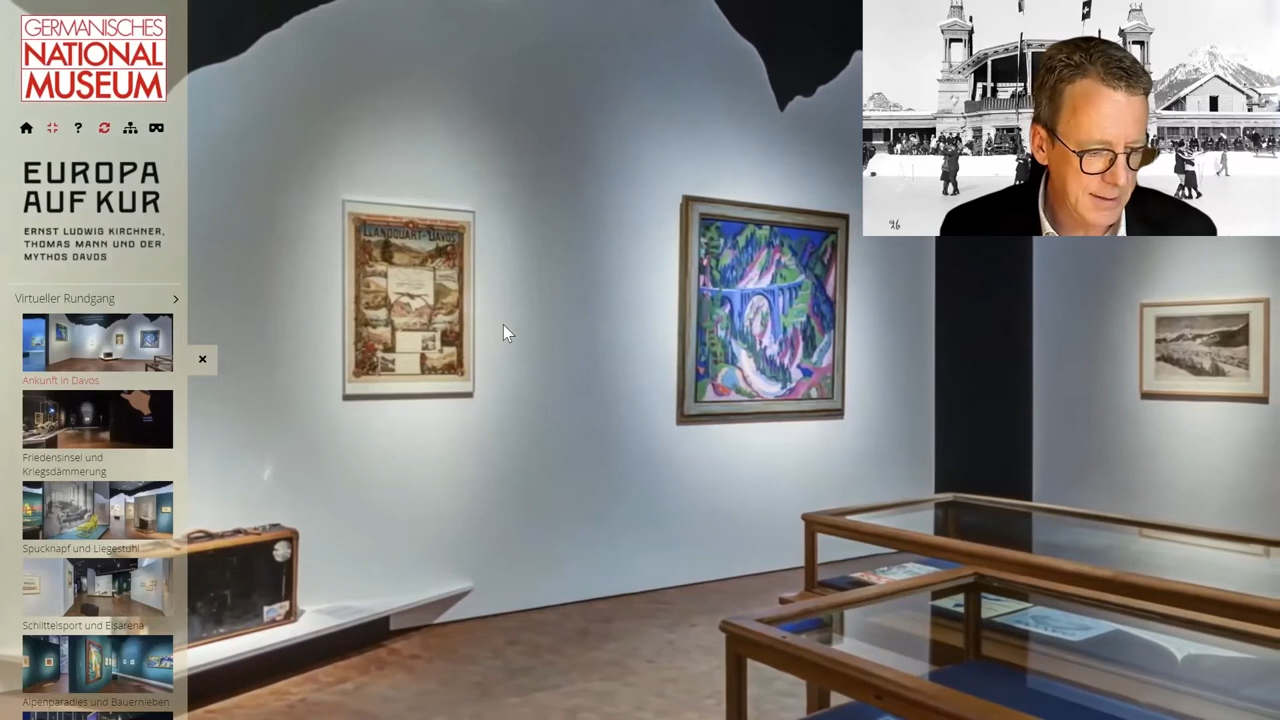 GERMANISCHES
NATIONAL
MUSEUM
?
EUROPA
AUF KUR
ERNST LUDWIG KIRCHNER,
THOMAS MANN UND DER
MYTHOS DAVOS
Virtueller Rundgang
Ankunft in Davos
Friedensinsel und
Kriegsdämmerung
Spucknapf und Liegestuhl
Schlittelsport und Eisarena
Alpenparadies und Bauernleben
LANDQUART-DAVOS
'26